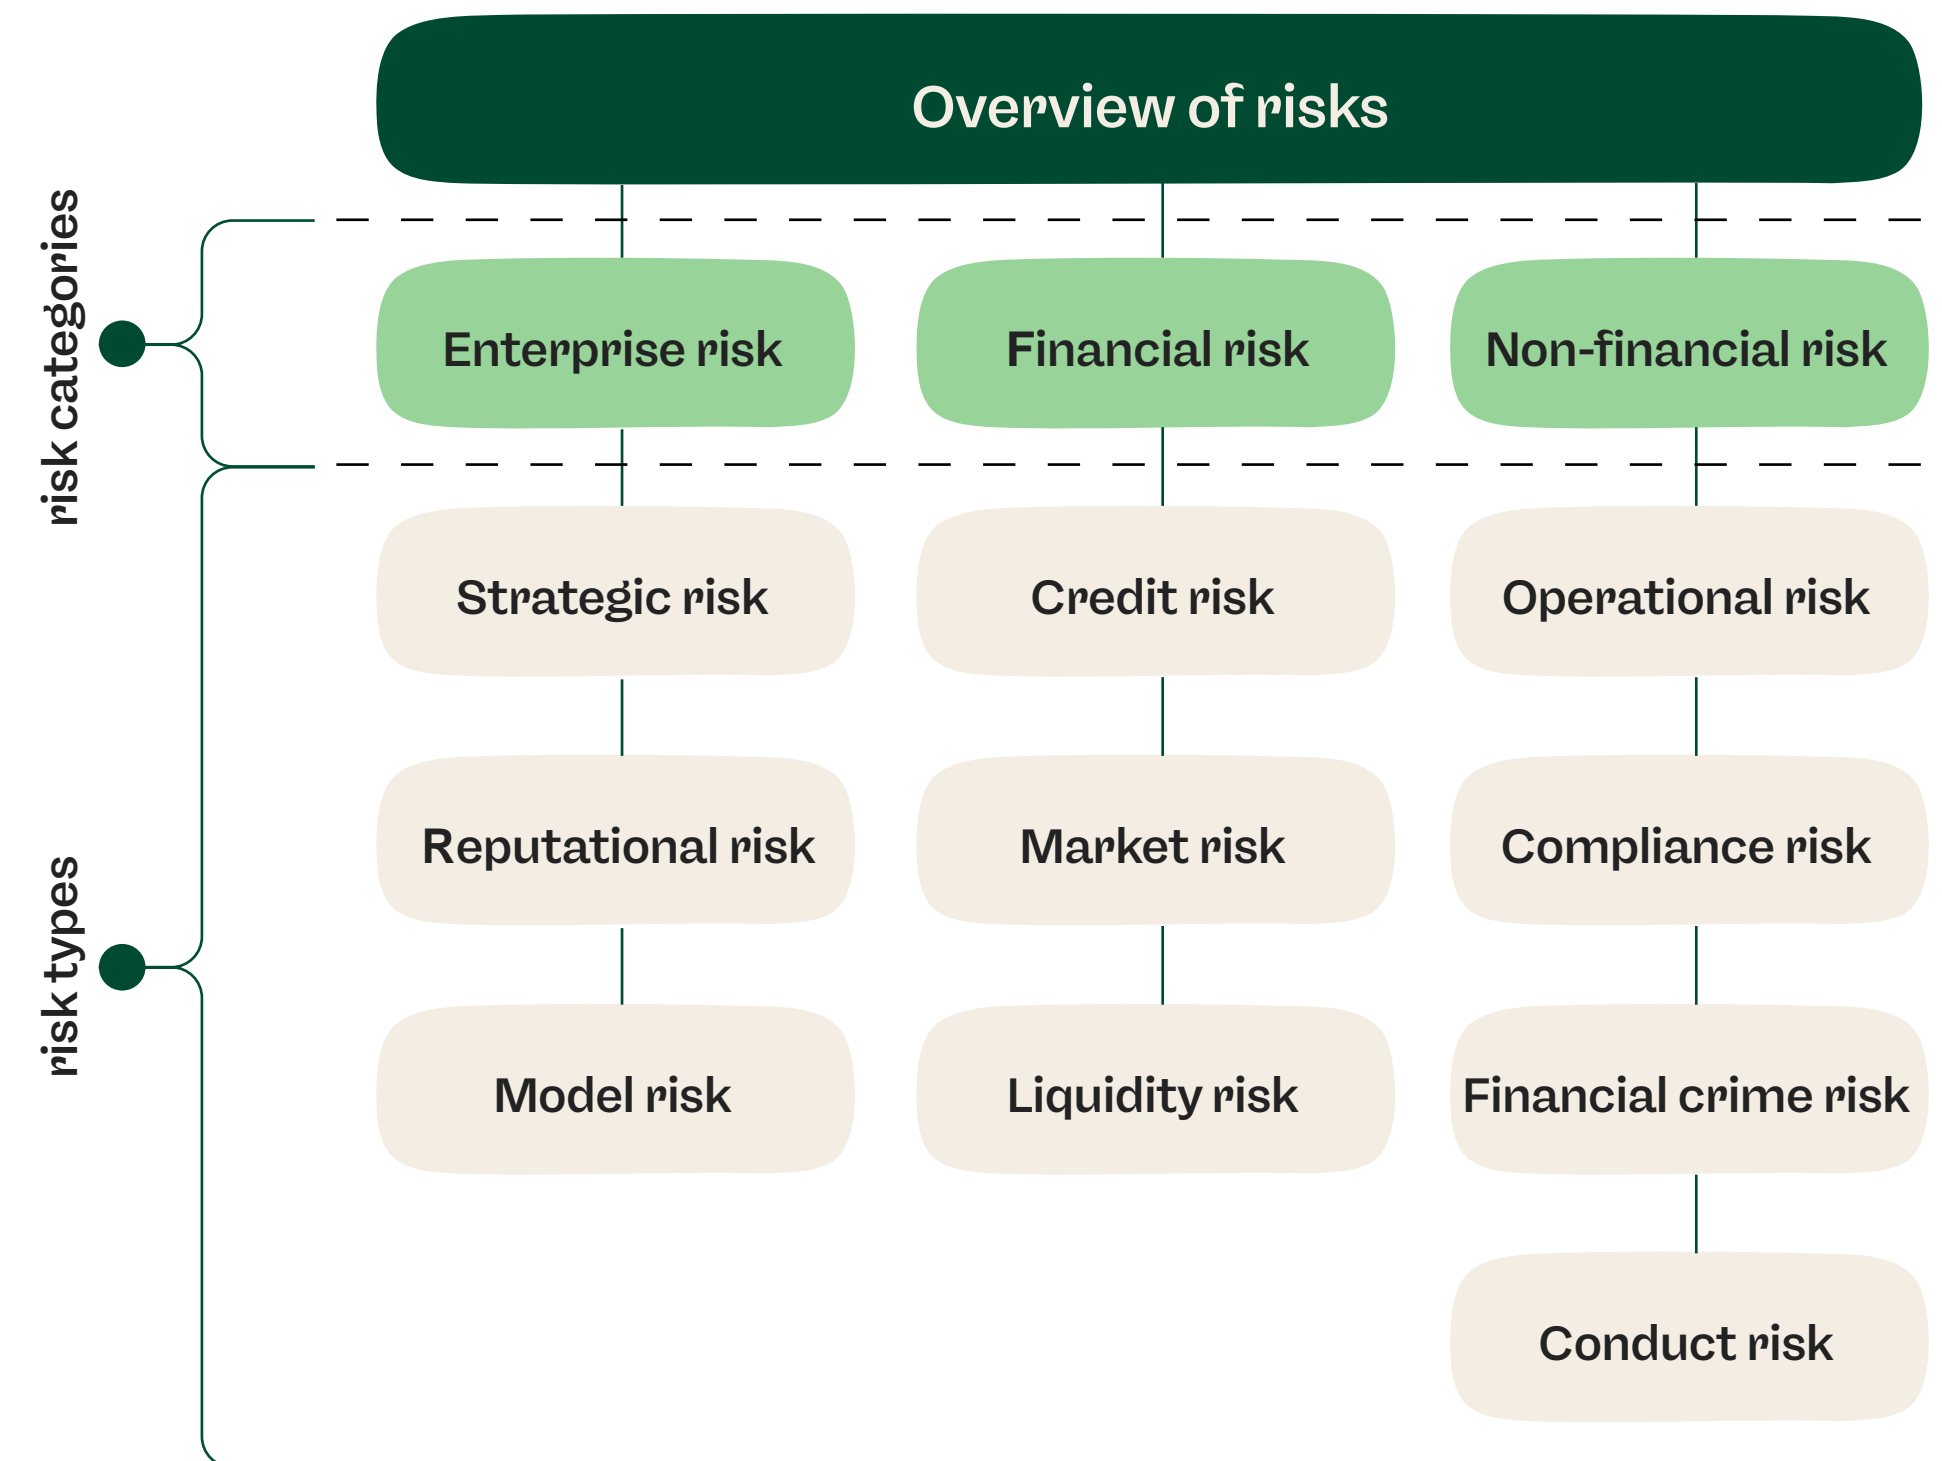 Overview of risks
risk categories
Enterprise risk
Financial risk
Non-financial risk
risk types
Strategic risk
Credit risk
Operational risk
Reputational risk
Market risk
Compliance risk
Model risk
Liquidity risk
Financial crime risk
Conduct risk